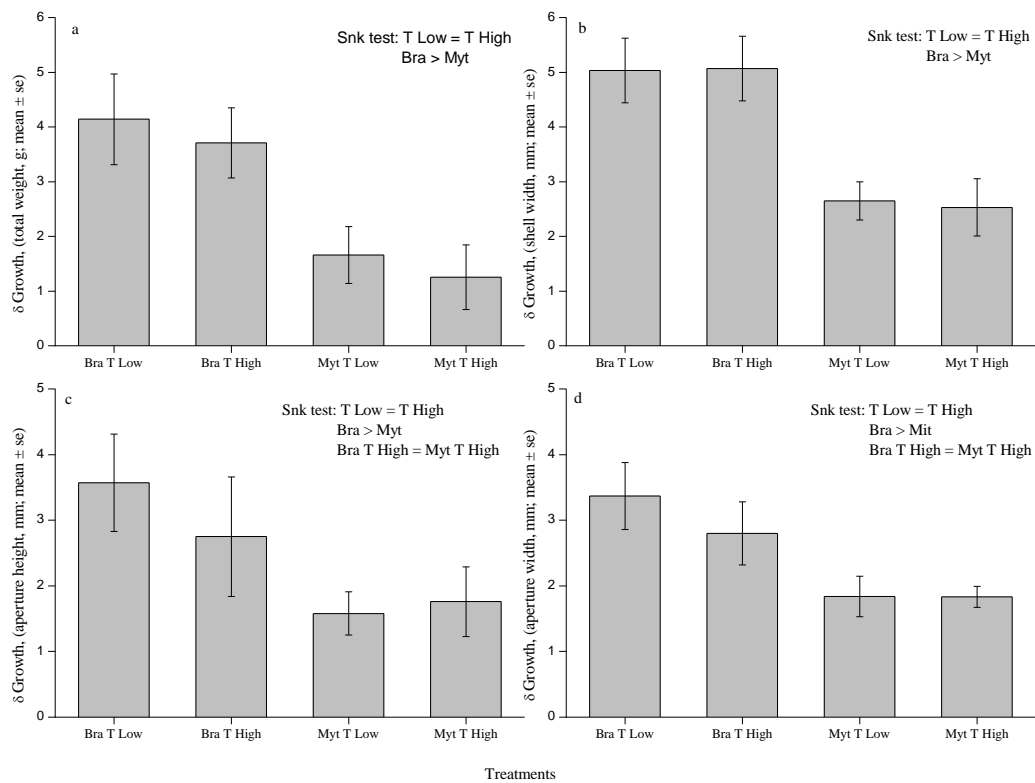 a
Snk test: T Low = T High
Bra > Myt
δ Growth, (total weight, g; mean ± se)
6
5
4
3
2
1
0
Bra T Low
Bra T High
Myt T Low
Myt T High
b
Snk test: T Low = T High
Bra > Myt
δ Growth, (shell width, mm; mean ± se)
6
5
4
3
2
1
0
Bra T Low
Bra T High
Myt T Low
Myt T High
c
Snk test: T Low = T High
Bra > Myt
Bra T High = Myt T High
δ Growth, (aperture height, mm; mean ± se)
5
4
3
2
1
0
Bra T Low
Bra T High
Myt T Low
Myt T High
d
Snk test: T Low = T High
Bra > Mit
Bra T High = Myt T High
δ Growth, (aperture width, mm; mean ± se)
5
4
3
2
1
0
Bra T Low
Bra T High
Myt T Low
Myt T High
Treatments